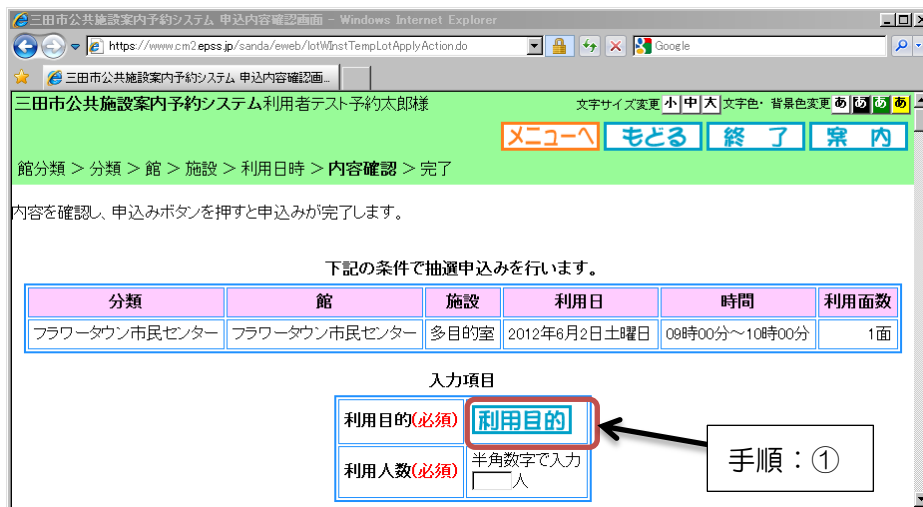 三田市公共施設案内予約システム 申込内容確認画面 - Windows Internet Explorer
https://www.cm2.epss.jp/sanda/eweb/lotWInstTempLotApplyAction.do
Google
三田市公共施設案内予約システム 申込内容確認画...
三田市公共施設案内予約システム利用者テスト予約太郎様 文字サイズ変更 小 中 大 文字色・背景色変更 あ あ あ あ
メニューへ もどる 終了 案内
館分類 > 分類 > 館 > 施設 > 利用日時 > 内容確認 > 完了
内容を確認し、申込みボタンを押すと申込みが完了します。
下記の条件で抽選申込みを行います。
分類 館 施設 利用日 時間 利用面数
フラワータウン市民センター フラワータウン市民センター 多目的室 2012年6月2日土曜日 09時00分～10時00分 1面
入力項目
利用目的(必須) 利用目的
利用人数(必須) 半角数字で入力
人
手順：①